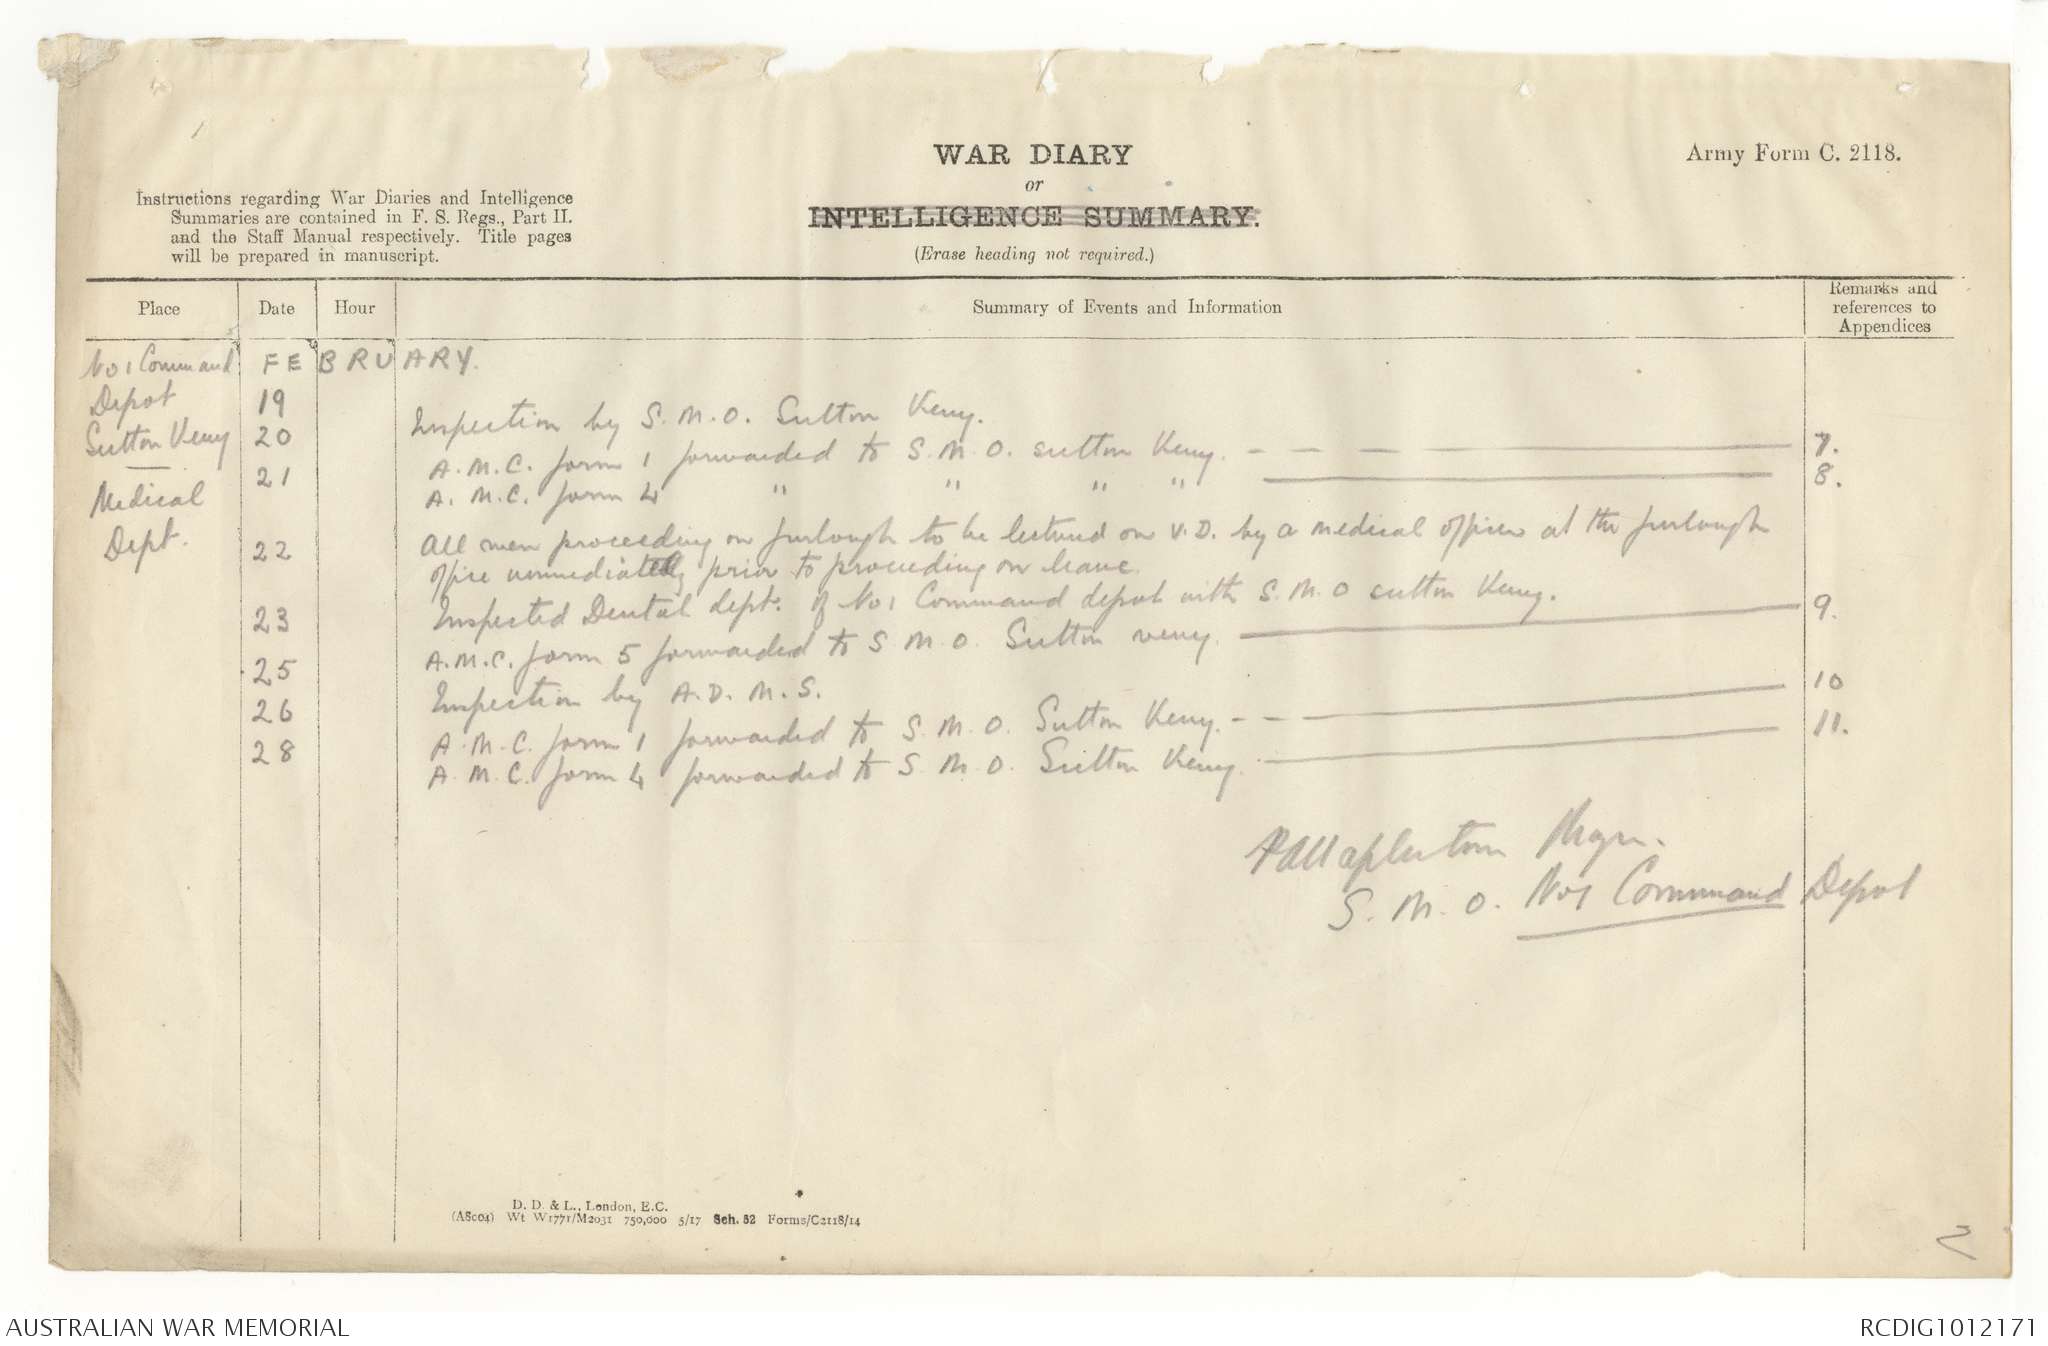 WAR DIARY
or
INTELLIGENCE SUMMARY.
(Erase heading not required.)
Army Form C. 2118.
Instructions regarding War Diaries and Intelligence
Summaries are contained in F. S. Regs., Part II.
and the Staff Manual respectively. Title pages
will be prepared in manuscript.
Place Date Hour Summary of Events and Information Remarks and references to Appendices
No 1 Command FEBRUARY.
Depot 19 Inspection by S.M.O. Sutton Veny.
Sutton Veny 20 A.M.C. form 1 forwarded to S.M.O. sutton Veny. 7.
21 A.M.C. form 4 " " " " 8.
Medical
Dept. 22 All men proceeding on furlough to be lectured on V.D. by a medical officer at the furlough
office immediately prior to proceeding on leave.
23 Inspected Dental dept. of No 1 Command depot with S.M.O sutton Veny.
A.M.C. form 5 forwarded to S.M.O. Sutton veny. 9.
25 Inspection by A.D.M.S.
26 A.M.C. form 1 forwarded to S.M.O. Sutton Veny. 10
28 A.M.C. form 4 forwarded to S.M.O. Sutton Veny. 11.
S.M.O. No 1 Command Depot
D. D. & L., London, E.C.
(A8004) Wt W1771/M2031 750,000 5/17 Sch. 52 Forms/C2118/14
2
AUSTRALIAN WAR MEMORIAL
RCDIG1012171